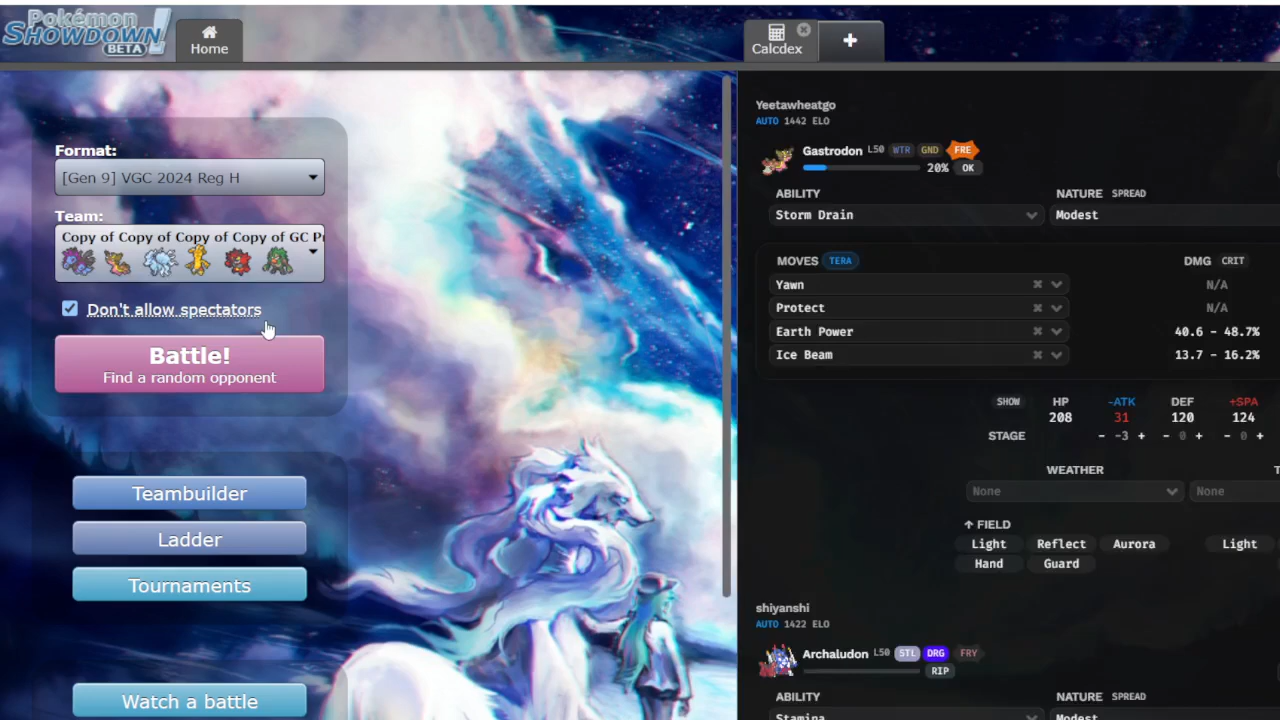 Pokémon
SHOWDOWN!
BETA
Home
Calcdex
Format:
[Gen 9] VGC 2024 Reg H
Team:
Copy of Copy of Copy of Copy of GC P
Don't allow spectators
Battle!
Find a random opponent
Teambuilder
Ladder
Tournaments
Watch a battle
Yeetawheatgo
AUTO 1442 ELO
Gastrodon L50 WTR GND FRE
20% OK
ABILITY NATURE SPREAD
Storm Drain Modest
MOVES TERA DMG CRIT
Yawn N/A
Protect N/A
Earth Power 40.6 - 48.7%
Ice Beam 13.7 - 16.2%
SHOW HP -ATK DEF +SPA
208 31 120 124
STAGE - -3 + - 0 + - 0 +
WEATHER T
None None
↑ FIELD
Light Reflect Aurora Light
Hand Guard
shiyanshi
AUTO 1422 ELO
Archaludon L50 STL DRG FRY
RIP
ABILITY NATURE SPREAD
Stamina Modest